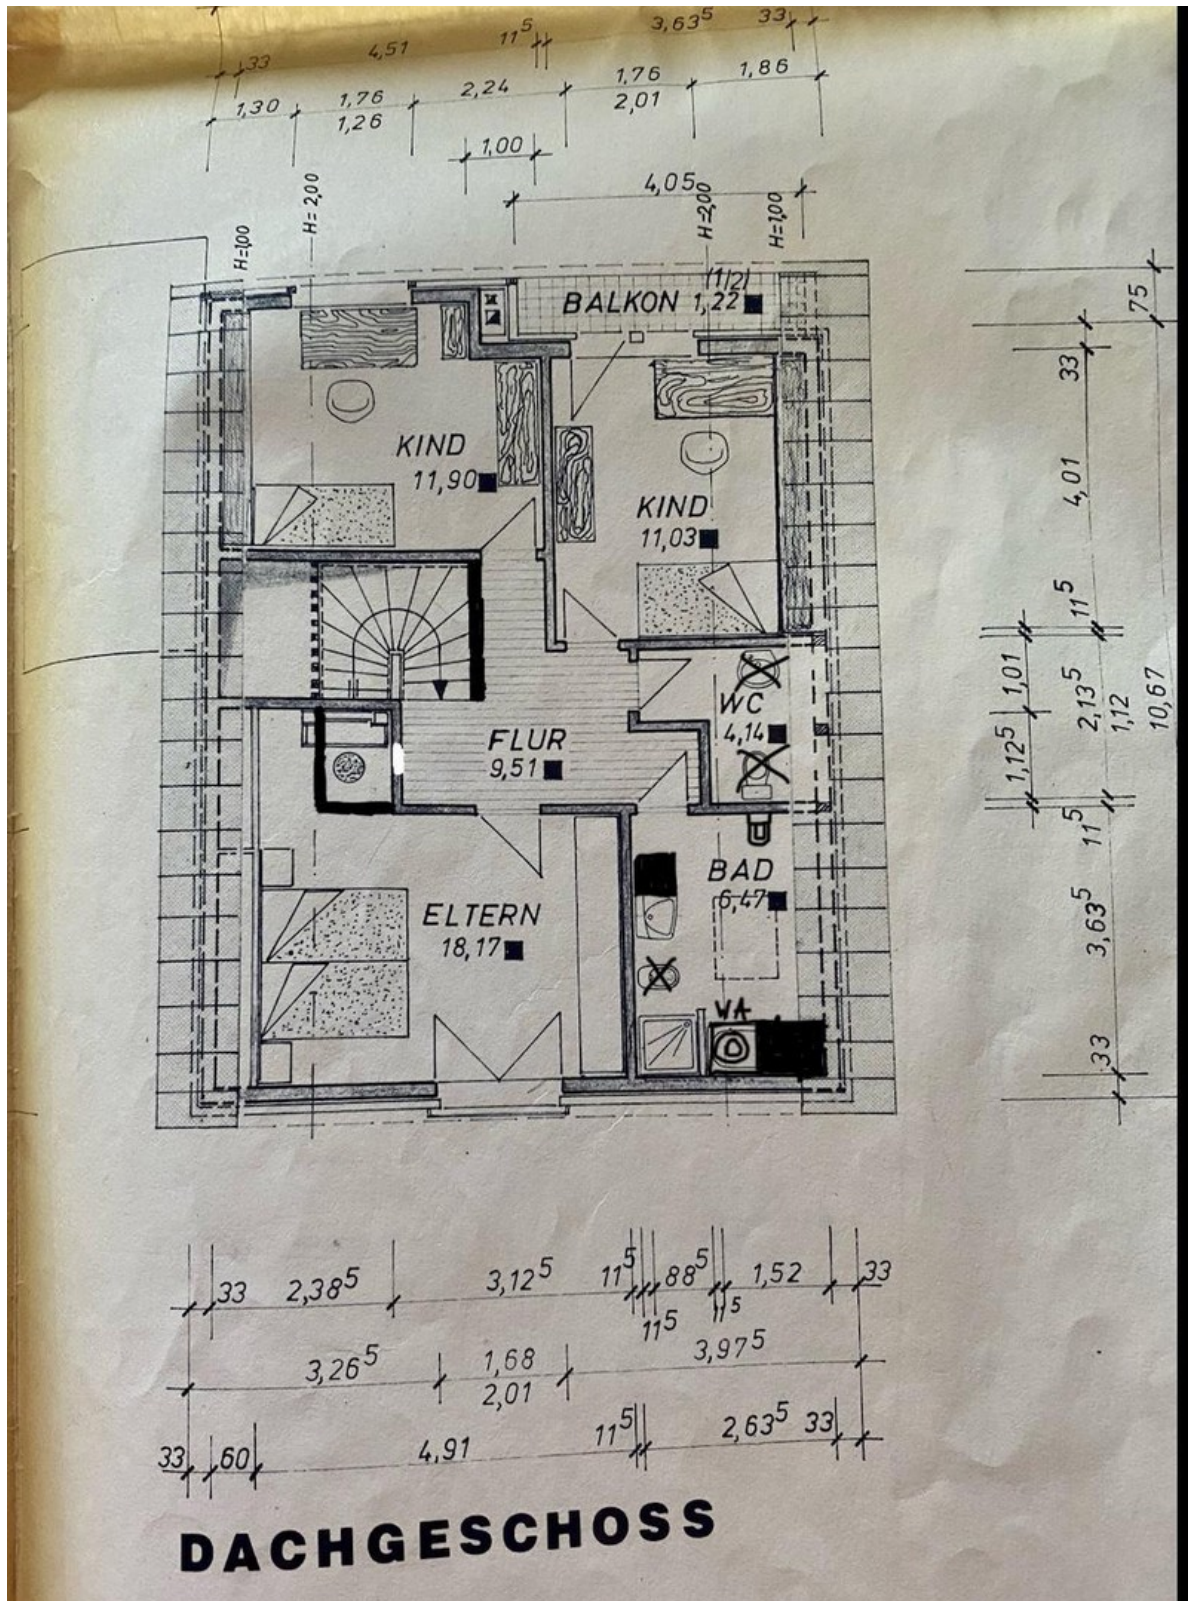 33 4,51 11⁵ 3,63⁵ 33
1,30 1,76 2,24 1,76 1,86
1,26 2,01
1,00
4,05
H=1,00 H=2,00 H=2,00 H=1,00
(1/2)
BALKON 1,22
75
33
KIND
11,90
4,01
KIND
11,03
11⁵
1,01
1,12⁵
2,13⁵
1,12
10,67
WC
4,14
FLUR
9,51
11⁵
BAD
6,47
ELTERN
18,17
3,63⁵
WA
33
33 2,38⁵ 3,12⁵ 11⁵ 88⁵ 1,52 33
11⁵ 11⁵
3,26⁵ 1,68 3,97⁵
2,01
33 60 4,91 11⁵ 2,63⁵ 33
DACHGESCHOSS